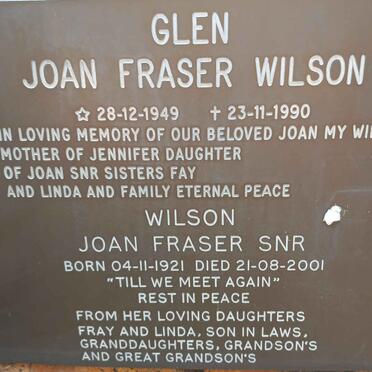 GLEN
JOAN FRASER WILSON
☆ 28-12-1949 ✝ 23-11-1990
IN LOVING MEMORY OF OUR BELOVED JOAN MY
MOTHER OF JENNIFER DAUGHTER
OF JOAN SNR SISTERS FAY
AND LINDA AND FAMILY ETERNAL PEACE
WILSON
JOAN FRASER SNR
BORN 04-11-1921 DIED 21-08-2001
"TILL WE MEET AGAIN"
REST IN PEACE
FROM HER LOVING DAUGHTERS
FRAY AND LINDA, SON IN LAWS,
GRANDDAUGHTERS, GRANDSON'S
AND GREAT GRANDSON'S